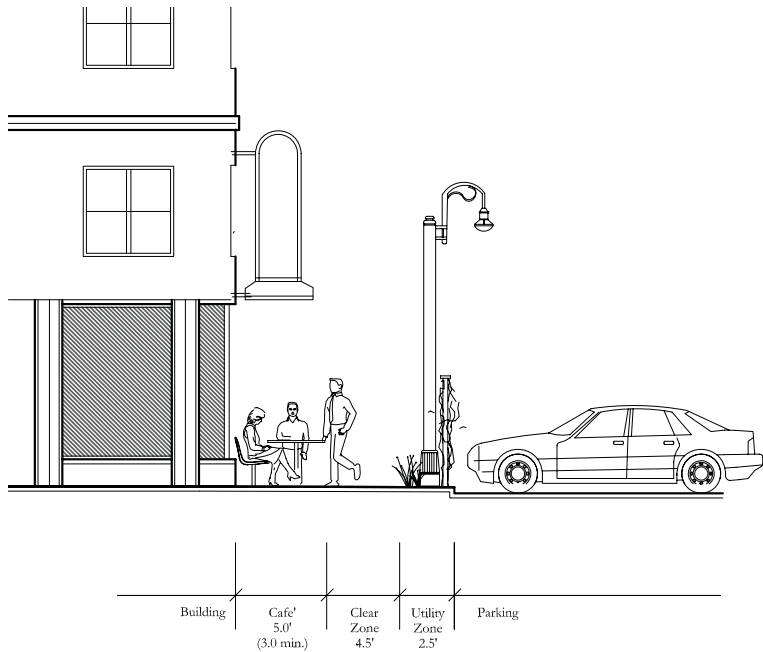 Building
Cafe'
5.0'
(3.0 min.)
Clear
Zone
4.5'
Utility
Zone
2.5'
Parking